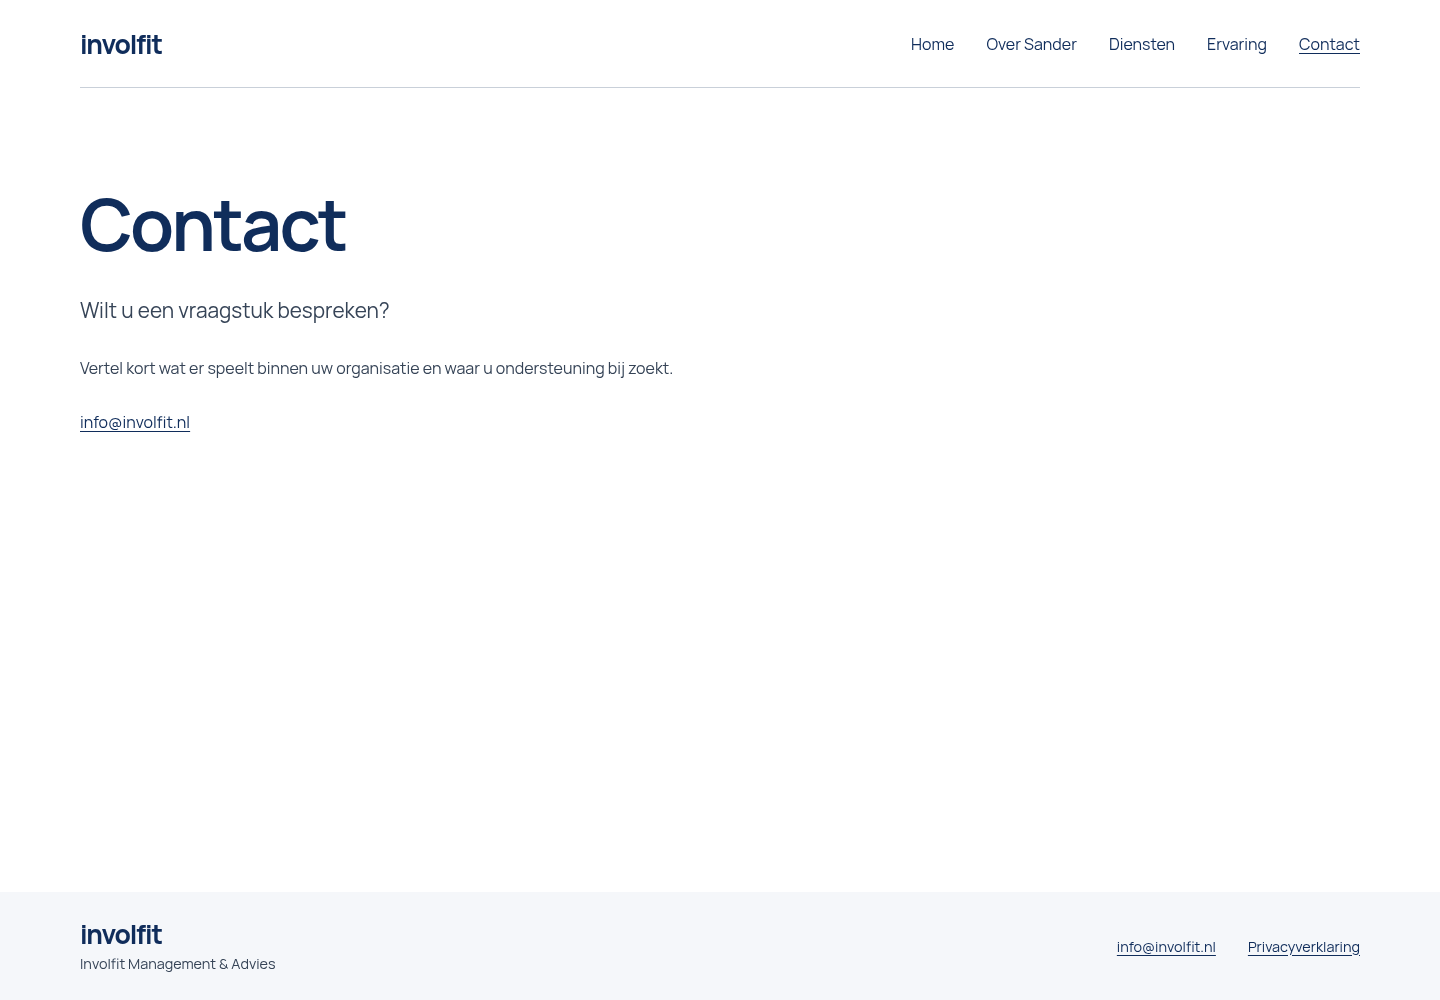 involfit
Home Over Sander Diensten Ervaring Contact
Contact
Wilt u een vraagstuk bespreken?
Vertel kort wat er speelt binnen uw organisatie en waar u ondersteuning bij zoekt.
info@involfit.nl
involfit
Involfit Management & Advies
info@involfit.nl Privacyverklaring